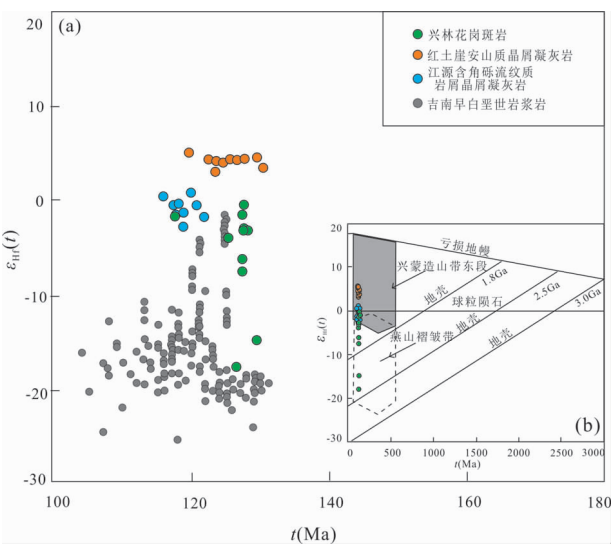 (a)
兴林花岗斑岩
红土崖安山质晶屑凝灰岩
江源含角砾流纹质
岩屑晶屑凝灰岩
吉南早白垩世岩浆岩
30
20
10
0
-10
-20
-30
εHf(t)
100
120
140
160
180
t(Ma)
20
10
0
-10
-20
-30
εHf(t)
亏损地幔
兴蒙造山带东段
地壳
1.8Ga
球粒陨石
2.5Ga
地壳
3.0Ga
地壳
燕山褶皱带
(b)
0
500
1000
1500
2000
2500
3000
t(Ma)